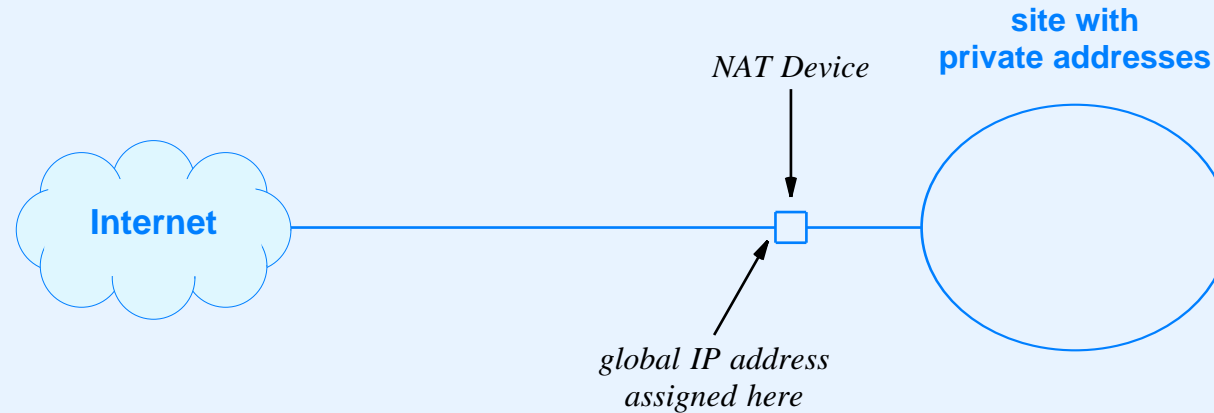 site with
private addresses
NAT Device
Internet
global IP address
assigned here